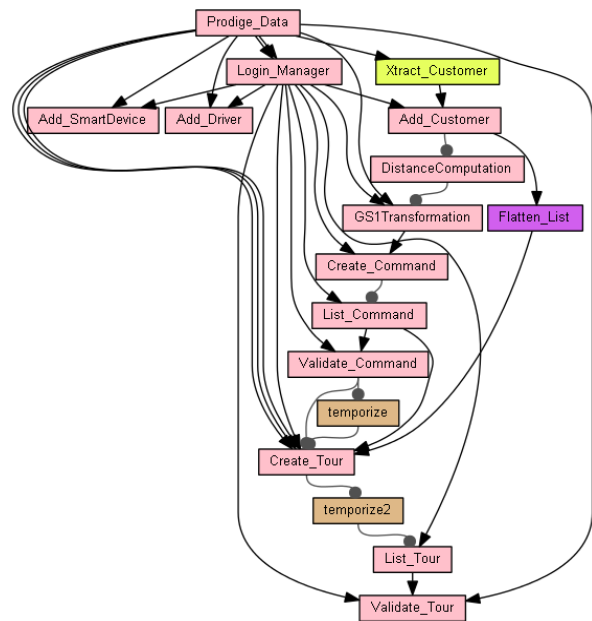 Prodige_Data
Login_Manager
Xtract_Customer
Add_SmartDevice
Add_Driver
Add_Customer
DistanceComputation
GS1Transformation
Flatten_List
Create_Command
List_Command
Validate_Command
temporize
Create_Tour
temporize2
List_Tour
Validate_Tour